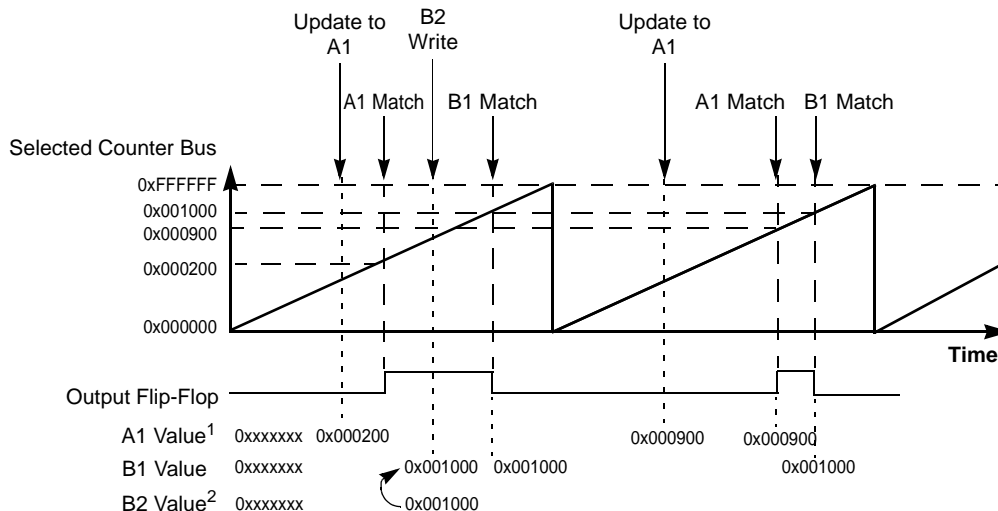 Update to
A1
B2
Write
Update to
A1
A1 Match
B1 Match
A1 Match
B1 Match
Selected Counter Bus
0xFFFFFF
0x001000
0x000900
0x000200
0x000000
Time
Output Flip-Flop
A1 Value1 0xxxxxxx 0x000200 0x000900 0x000900
B1 Value 0xxxxxxx 0x001000 0x001000 0x001000
B2 Value2 0xxxxxxx 0x001000